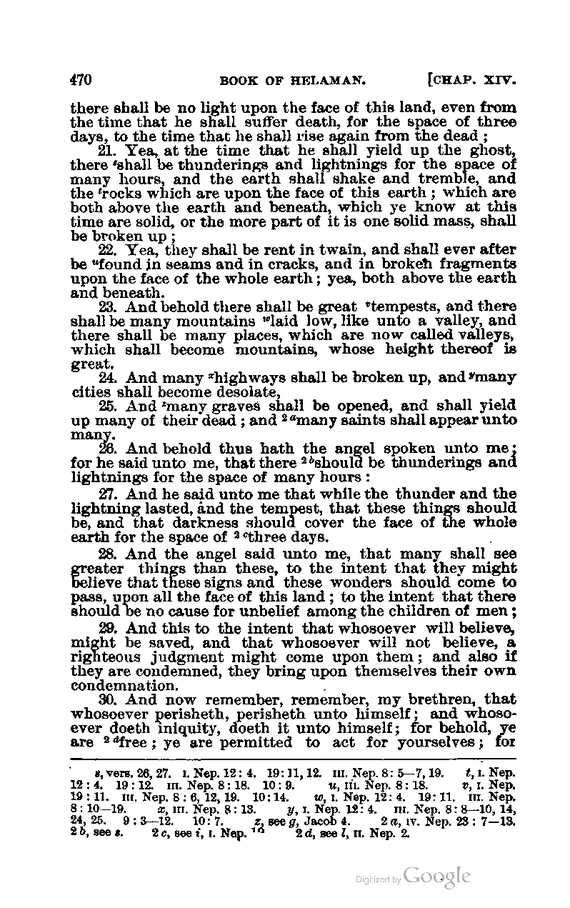 470 BOOK OF HELAMAN. [CHAP. XIV.
there shall be no light upon the face of this land, even from
the time that he shall suffer death, for the space of three
days, to the time that he shall rise again from the dead ;
21. Yea, at the time that he shall yield up the ghost,
there ˢshall be thunderings and lightnings for the space of
many hours, and the earth shall shake and tremble, and
the ᵗrocks which are upon the face of this earth ; which are
both above the earth and beneath, which ye know at this
time are solid, or the more part of it is one solid mass, shall
be broken up ;
22. Yea, they shall be rent in twain, and shall ever after
be ᵘfound in seams and in cracks, and in broken fragments
upon the face of the whole earth ; yea, both above the earth
and beneath.
23. And behold there shall be great ᵛtempests, and there
shall be many mountains ʷlaid low, like unto a valley, and
there shall be many places, which are now called valleys,
which shall become mountains, whose height thereof is
great.
24. And many ˣhighways shall be broken up, and ʸmany
cities shall become desolate,
25. And ᶻmany graves shall be opened, and shall yield
up many of their dead ; and ²ᵃmany saints shall appear unto
many.
26. And behold thus hath the angel spoken unto me ;
for he said unto me, that there ²ᵇshould be thunderings and
lightnings for the space of many hours :
27. And he said unto me that while the thunder and the
lightning lasted, and the tempest, that these things should
be, and that darkness should cover the face of the whole
earth for the space of ²ᶜthree days.
28. And the angel said unto me, that many shall see
greater things than these, to the intent that they might
believe that these signs and these wonders should come to
pass, upon all the face of this land ; to the intent that there
should be no cause for unbelief among the children of men ;
29. And this to the intent that whosoever will believe,
might be saved, and that whosoever will not believe, a
righteous judgment might come upon them ; and also if
they are condemned, they bring upon themselves their own
condemnation.
30. And now remember, remember, my brethren, that
whosoever perisheth, perisheth unto himself ; and whoso-
ever doeth iniquity, doeth it unto himself ; for behold, ye
are ²ᵈfree ; ye are permitted to act for yourselves ; for
s, vers. 26, 27. I. Nep. 12 : 4. 19 : 11, 12. III. Nep. 8 : 5—7, 19. t, I. Nep.
12 : 4. 19 : 12. III. Nep. 8 : 18. 10 : 9. u, III. Nep. 8 : 18. v, I. Nep.
19 : 11. III. Nep. 8 : 6, 12, 19. 10 : 14. w, I. Nep. 12 : 4. 19 : 11. III. Nep.
8 : 10—19. x, III. Nep. 8 : 13. y, I. Nep. 12 : 4. III. Nep. 8 : 8—10, 14,
24, 25. 9 : 3—12. 10 : 7. z, see g, Jacob 4. 2 a, IV. Nep. 23 : 7—13.
2 b, see s. 2 c, see i, I. Nep. 2 d, see l, II. Nep. 2.
Digitized by Google